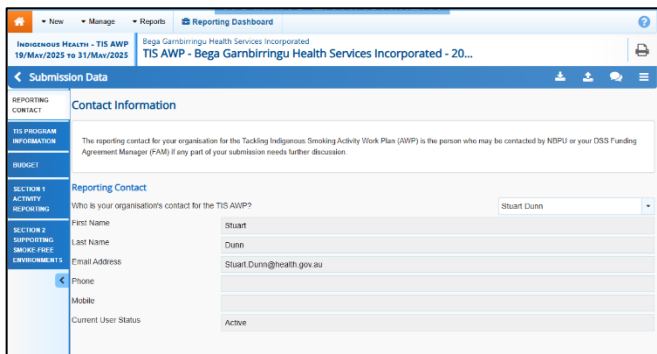 New Manage Reports Reporting Dashboard
INDIGENOUS HEALTH - TIS AWP
19/MAY/2025 TO 31/MAY/2025
Bega Garnbirringu Health Services Incorporated
TIS AWP - Bega Garnbirringu Health Services Incorporated - 20...
Submission Data
REPORTING
CONTACT
TIS PROGRAM
INFORMATION
BUDGET
SECTION 1
ACTIVITY
REPORTING
SECTION 2
SUPPORTING
SMOKE-FREE
ENVIRONMENTS
Contact Information
The reporting contact for your organisation for the Tackling Indigenous Smoking Activity Work Plan (AWP) is the person who may be contacted by NBPU or your DSS Funding
Agreement Manager (FAM) if any part of your submission needs further discussion.
Reporting Contact
Who is your organisation's contact for the TIS AWP? Stuart Dunn
First Name Stuart
Last Name Dunn
Email Address Stuart.Dunn@health.gov.au
Phone
Mobile
Current User Status Active